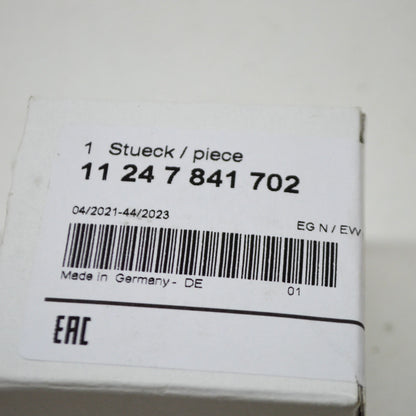 1 Stueck / piece
11 24 7 841 702
04/2021-44/2023
EG N / EW
Made in Germany - DE 01
EAC